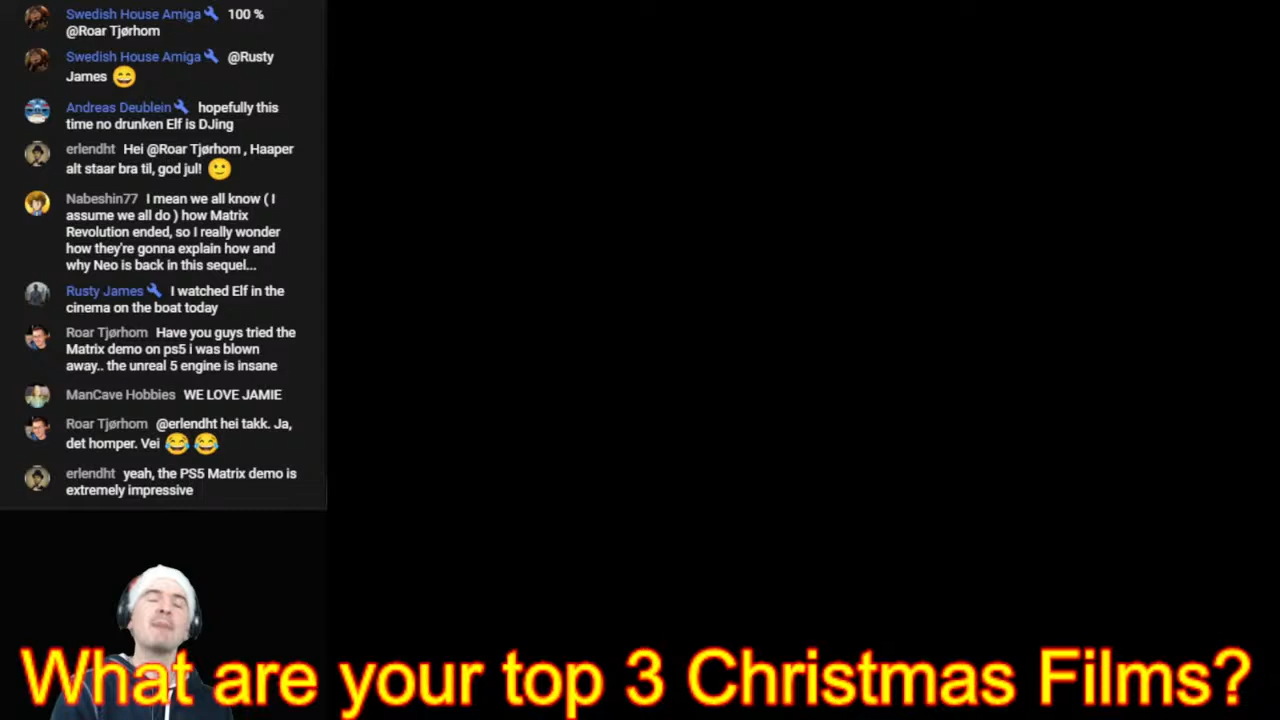 Swedish House Amiga 100 %
@Roar Tjørhom
Swedish House Amiga @Rusty
James 😄
Andreas Deublein hopefully this
time no drunken Elf is DJing
erlendht Hei @Roar Tjørhom , Haaper
alt staar bra til, god jul! 🙂
Nabeshin77 I mean we all know ( I
assume we all do ) how Matrix
Revolution ended, so I really wonder
how they're gonna explain how and
why Neo is back in this sequel...
Rusty James I watched Elf in the
cinema on the boat today
Roar Tjørhom Have you guys tried the
Matrix demo on ps5 i was blown
away.. the unreal 5 engine is insane
ManCave Hobbies WE LOVE JAMIE
Roar Tjørhom @erlendht hei takk. Ja,
det homper. Vei 😂 😂
erlendht yeah, the PS5 Matrix demo is
extremely impressive
What are your top 3 Christmas Films?